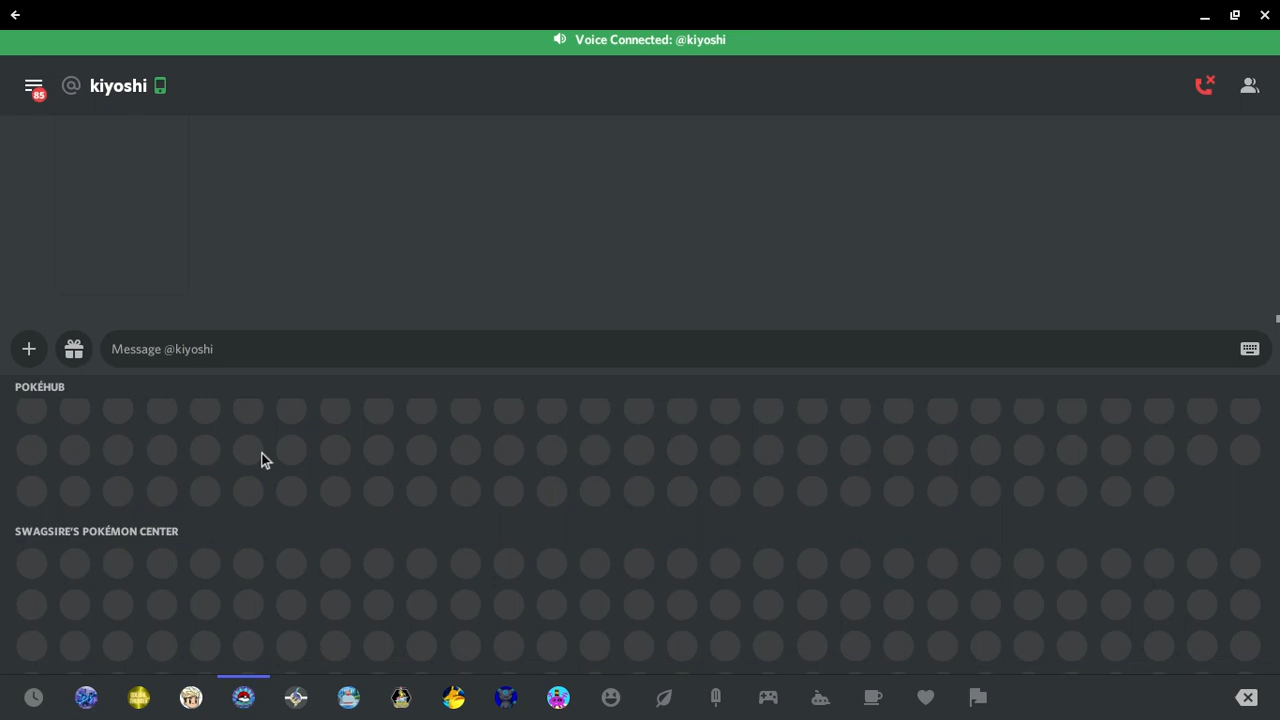 Voice Connected: @kiyoshi
85
@ kiyoshi
Message @kiyoshi
POKÉHUB
SWAGSIRE'S POKÉMON CENTER